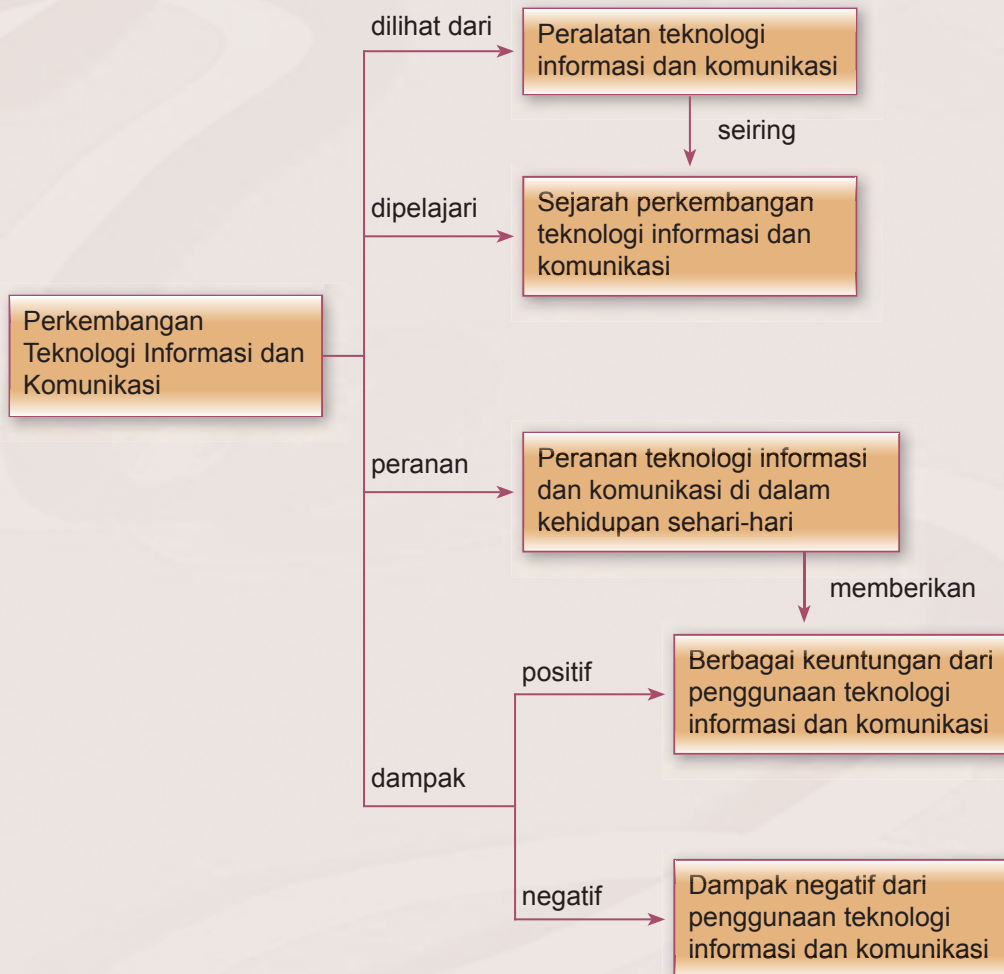 dilihat dari
Peralatan teknologi
informasi dan komunikasi
seiring
dipelajari
Sejarah perkembangan
teknologi informasi dan
komunikasi
Perkembangan
Teknologi Informasi dan
Komunikasi
peranan
Peranan teknologi informasi
dan komunikasi di dalam
kehidupan sehari-hari
memberikan
positif
Berbagai keuntungan dari
penggunaan teknologi
informasi dan komunikasi
dampak
negatif
Dampak negatif dari
penggunaan teknologi
informasi dan komunikasi